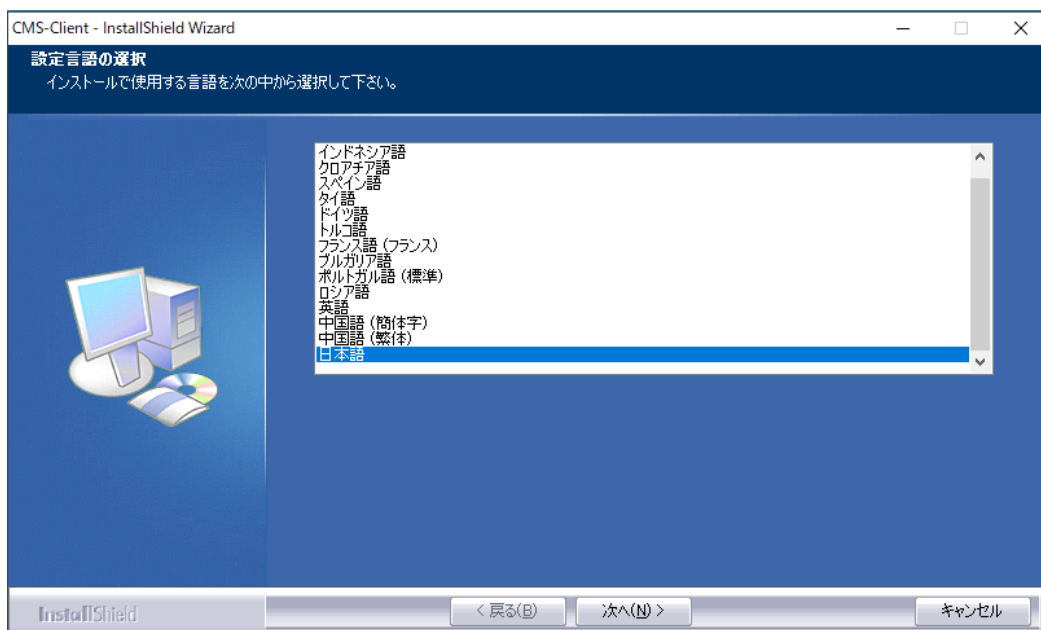 CMS-Client - InstallShield Wizard
設定言語の選択
インストールで使用する言語を次の中から選択して下さい。
インドネシア語
クロアチア語
スペイン語
タイ語
ドイツ語
トルコ語
フランス語 (フランス)
ブルガリア語
ポルトガル語 (標準)
ロシア語
英語
中国語 (簡体字)
中国語 (繁体)
日本語
InstallShield
< 戻る(B)
次へ(N) >
キャンセル